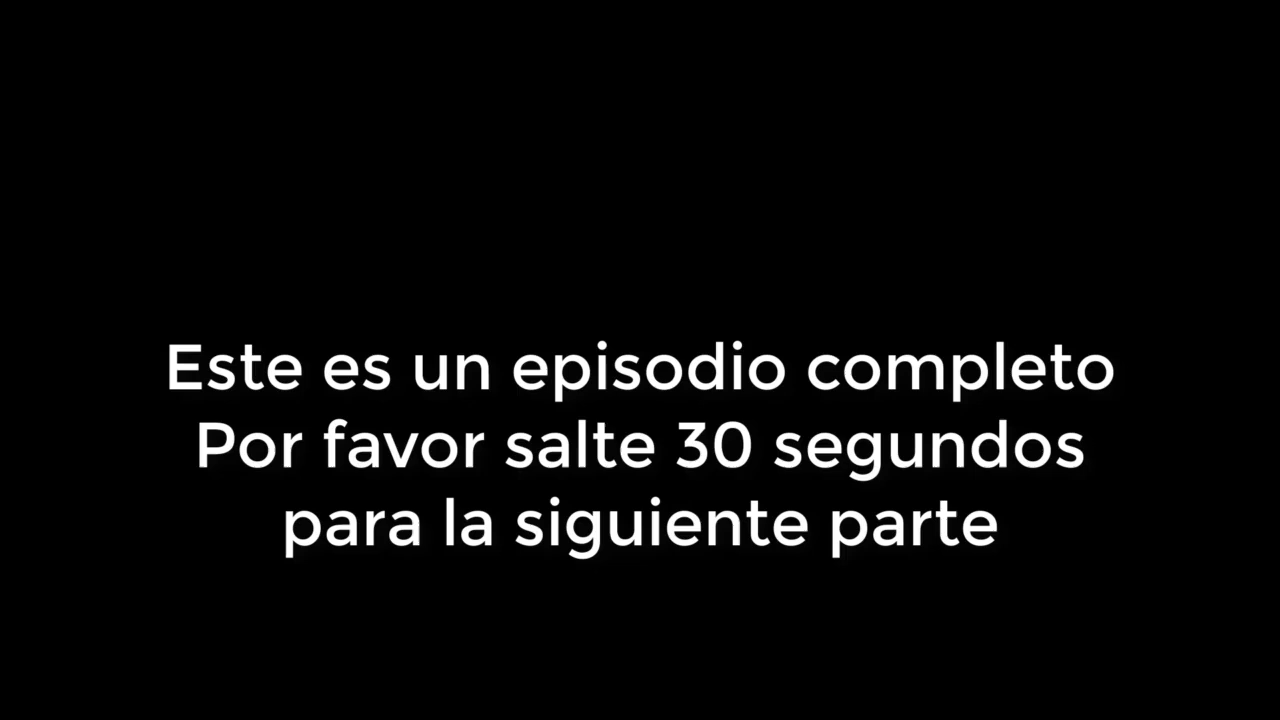 Este es un episodio completo
Por favor salte 30 segundos
para la siguiente parte